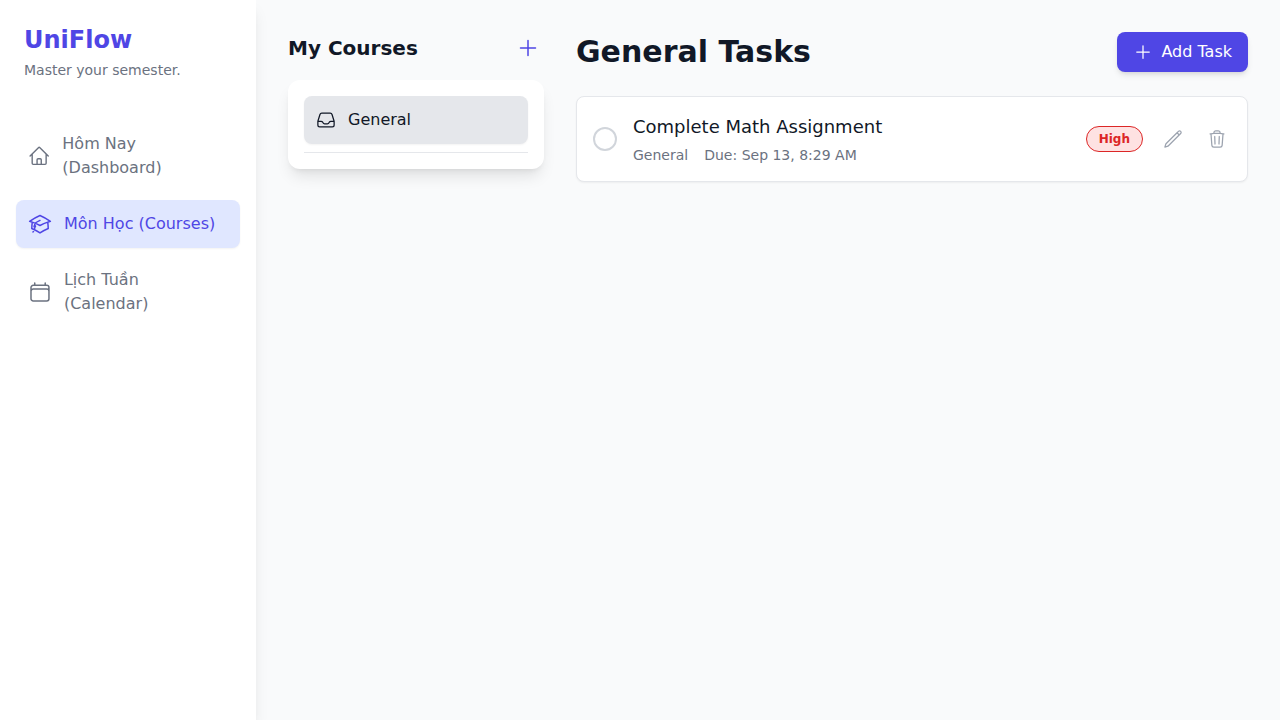 UniFlow
Master your semester.
Hôm Nay
(Dashboard)
Môn Học (Courses)
Lịch Tuần
(Calendar)
My Courses
General
General Tasks
Add Task
Complete Math Assignment
General Due: Sep 13, 8:29 AM
High